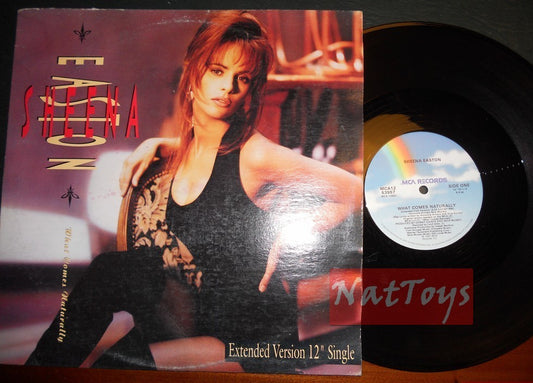 SHEENA
EASTON
What Comes Naturally
Extended Version 12" Single
SHEENA EASTON
MCA RECORDS
MCA12
SIDE ONE
WHAT COMES NATURALLY
NatToys